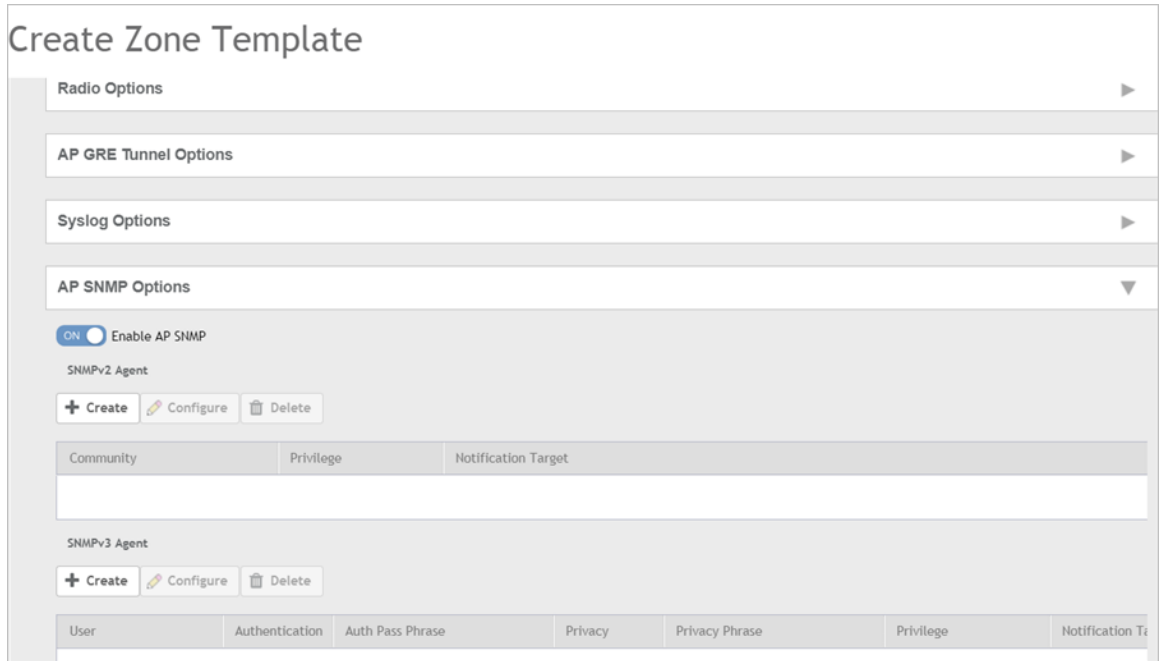 Create Zone Template
Radio Options
AP GRE Tunnel Options
Syslog Options
AP SNMP Options
ON Enable AP SNMP
SNMPv2 Agent
Create Configure Delete
Community Privilege Notification Target
SNMPv3 Agent
Create Configure Delete
User Authentication Auth Pass Phrase Privacy Privacy Phrase Privilege Notification Ta